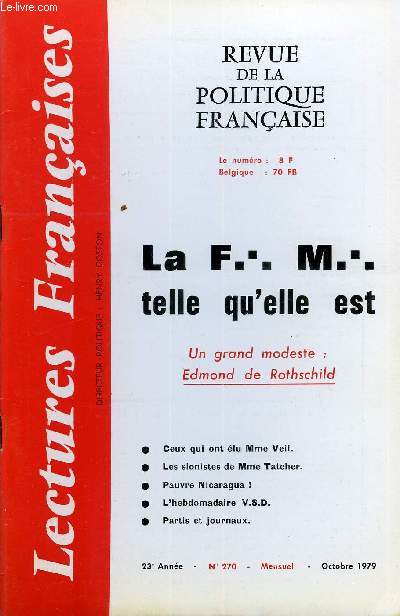 Le-livre.com
Lectures Françaises
DIRECTEUR POLITIQUE : HENRY COSTON
REVUE
DE LA
POLITIQUE
FRANÇAISE
Le numéro : 8 F
Belgique : 70 FB
La F∴ M∴
telle qu'elle est
Un grand modeste :
Edmond de Rothschild
● Ceux qui ont élu Mme Veil.
● Les sionistes de Mme Tatcher.
● Pauvre Nicaragua !
● L'hebdomadaire V.S.D.
● Partis et journaux.
23e Année - N° 270 - Mensuel - Octobre 1979